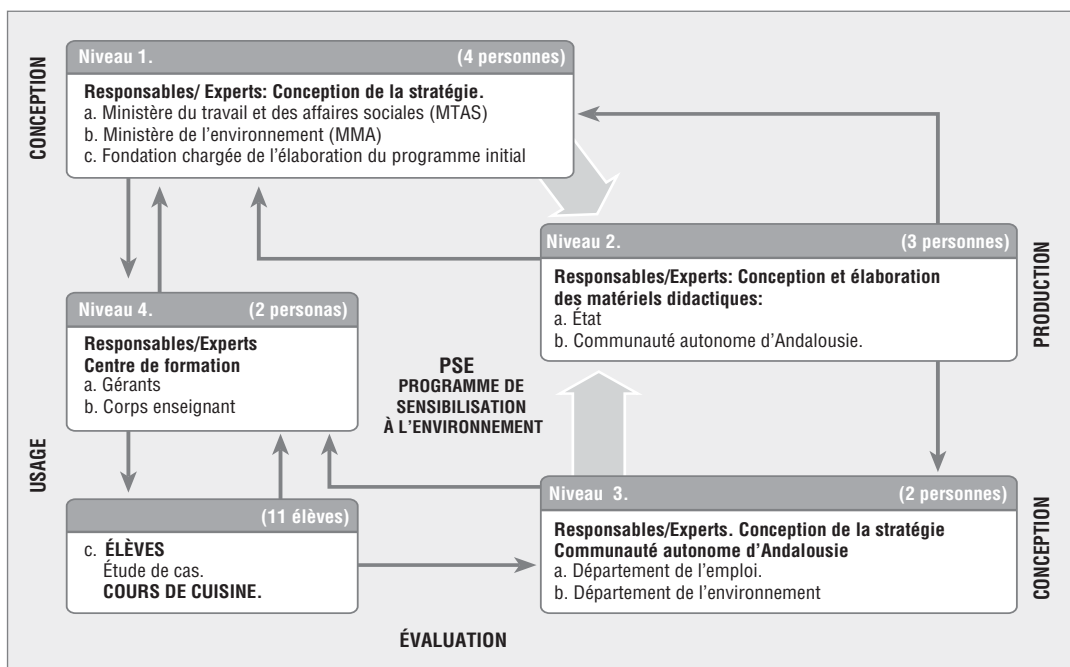 CONCEPTION
Niveau 1. (4 personnes)
Responsables/ Experts: Conception de la stratégie.
a. Ministère du travail et des affaires sociales (MTAS)
b. Ministère de l’environnement (MMA)
c. Fondation chargée de l’élaboration du programme initial
Niveau 2. (3 personnes)
Responsables/Experts: Conception et élaboration
des matériels didactiques:
a. État
b. Communauté autonome d’Andalousie.
PRODUCTION
Niveau 4. (2 personas)
Responsables/Experts
Centre de formation
a. Gérants
b. Corps enseignant
PSE
PROGRAMME DE
SENSIBILISATION
À L’ENVIRONNEMENT
USAGE
(11 élèves)
c. ÉLÈVES
Étude de cas.
COURS DE CUISINE.
Niveau 3. (2 personnes)
Responsables/Experts. Conception de la stratégie
Communauté autonome d’Andalousie
a. Département de l’emploi.
b. Département de l’environnement
CONCEPTION
ÉVALUATION